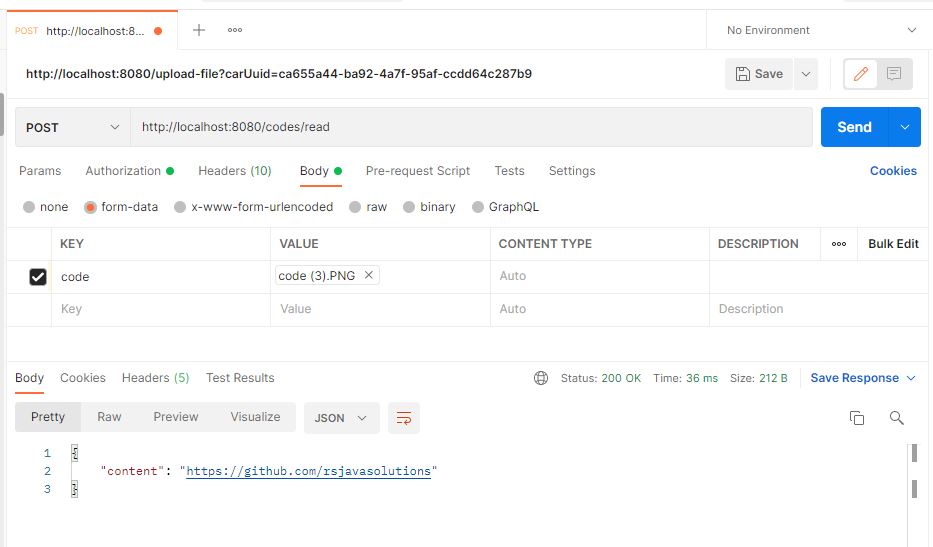 POST http://localhost:8...
No Environment
http://localhost:8080/upload-file?carUuid=ca655a44-ba92-4a7f-95af-ccdd64c287b9
Save
POST http://localhost:8080/codes/read Send
Params Authorization Headers (10) Body Pre-request Script Tests Settings Cookies
none form-data x-www-form-urlencoded raw binary GraphQL
KEY VALUE CONTENT TYPE DESCRIPTION Bulk Edit
code code (3).PNG Auto
Key Value Auto Description
Body Cookies Headers (5) Test Results Status: 200 OK Time: 36 ms Size: 212 B Save Response
Pretty Raw Preview Visualize JSON
1 {
2 "content": "https://github.com/rsjavasolutions"
3 }